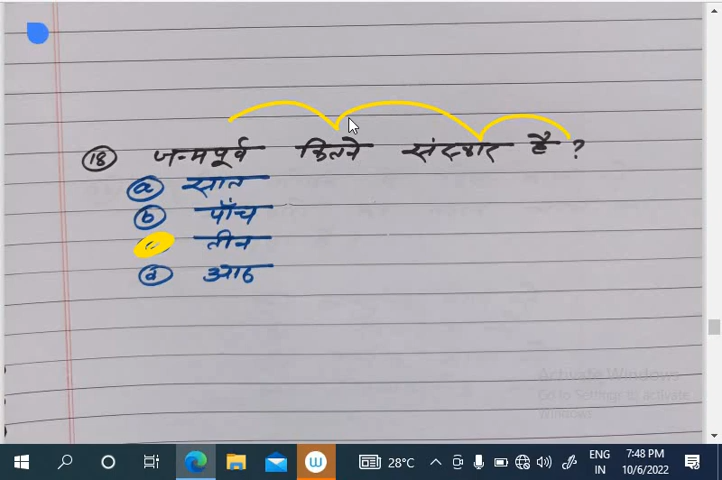 18 जन्मपूर्व कितने संस्कार है ?
a सात
b पाँच
c तीन
d आठ
Activate Windows
Go to Settings to activate
Windows.
28°C
ENG
IN
7:48 PM
10/6/2022